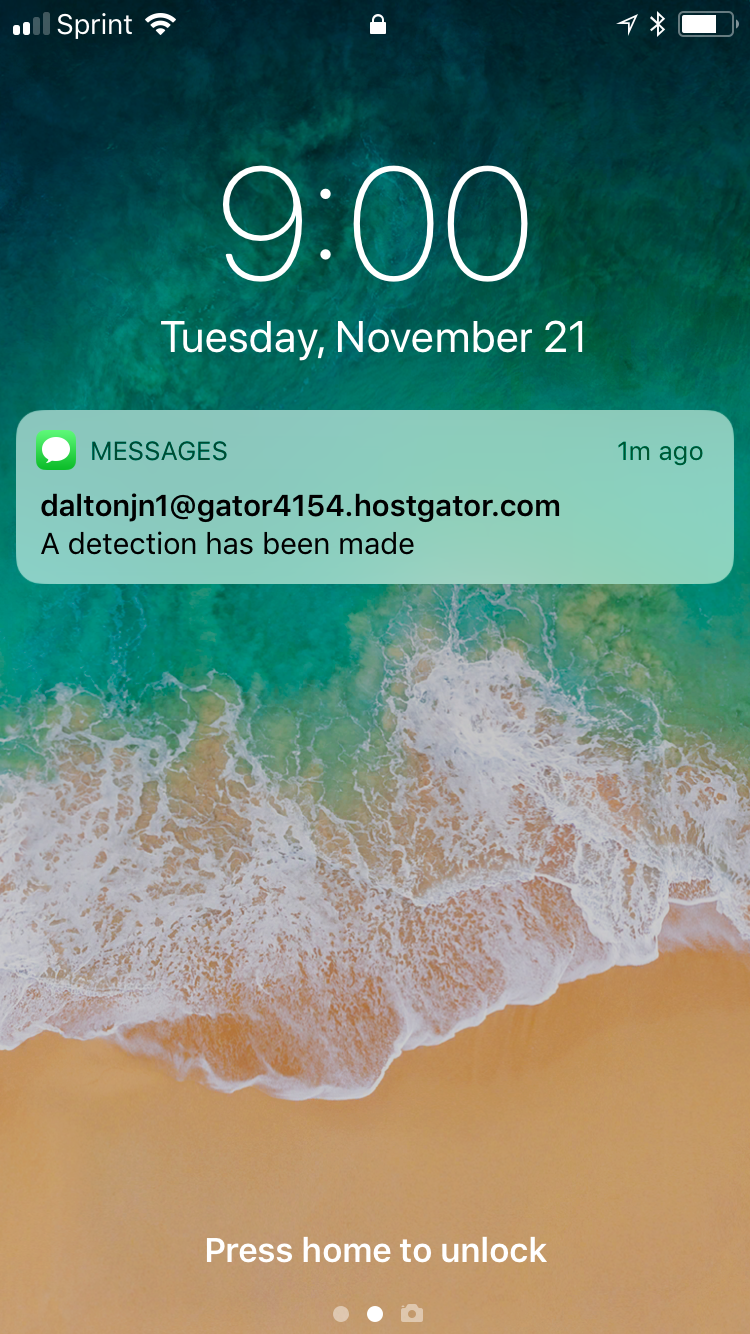 Sprint
9:00
Tuesday, November 21
MESSAGES 1m ago
daltonjn1@gator4154.hostgator.com
A detection has been made
Press home to unlock